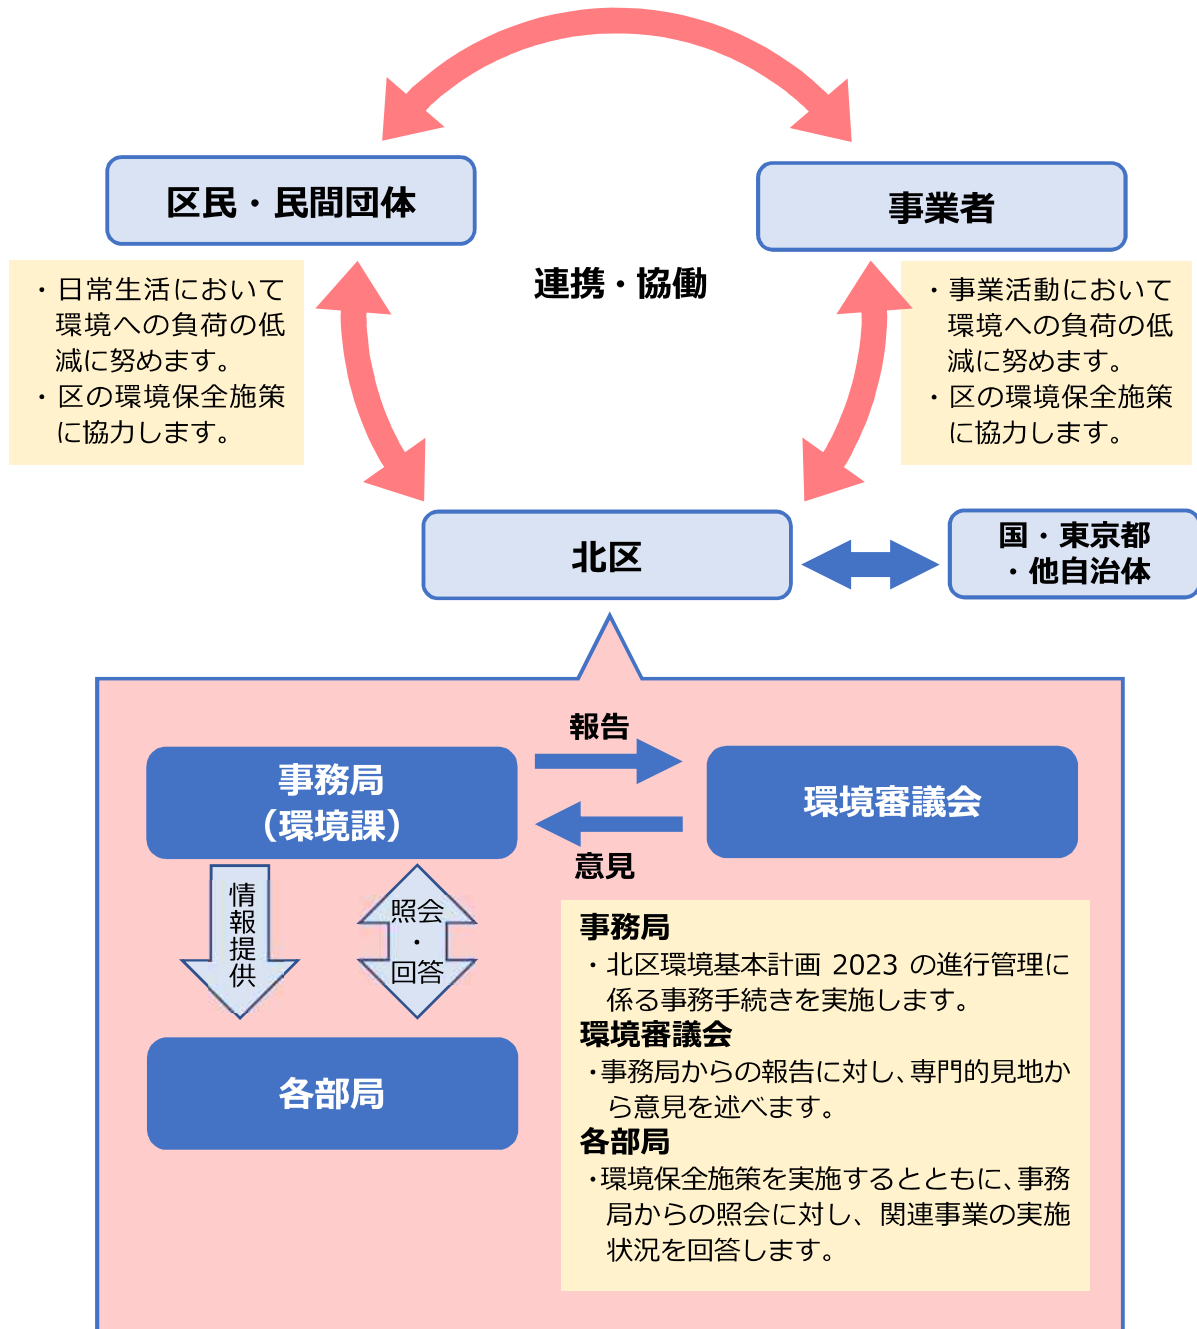 区民・民間団体
事業者
連携・協働
・日常生活において
環境への負荷の低
減に努めます。
・区の環境保全施策
に協力します。
・事業活動において
環境への負荷の低
減に努めます。
・区の環境保全施策
に協力します。
北区
国・東京都
・他自治体
報告
事務局
（環境課）
環境審議会
意見
情報提供
照会
・
回答
各部局
事務局
・北区環境基本計画 2023 の進行管理に
係る事務手続きを実施します。
環境審議会
・事務局からの報告に対し、専門的見地か
ら意見を述べます。
各部局
・環境保全施策を実施するとともに、事務
局からの照会に対し、関連事業の実施
状況を回答します。